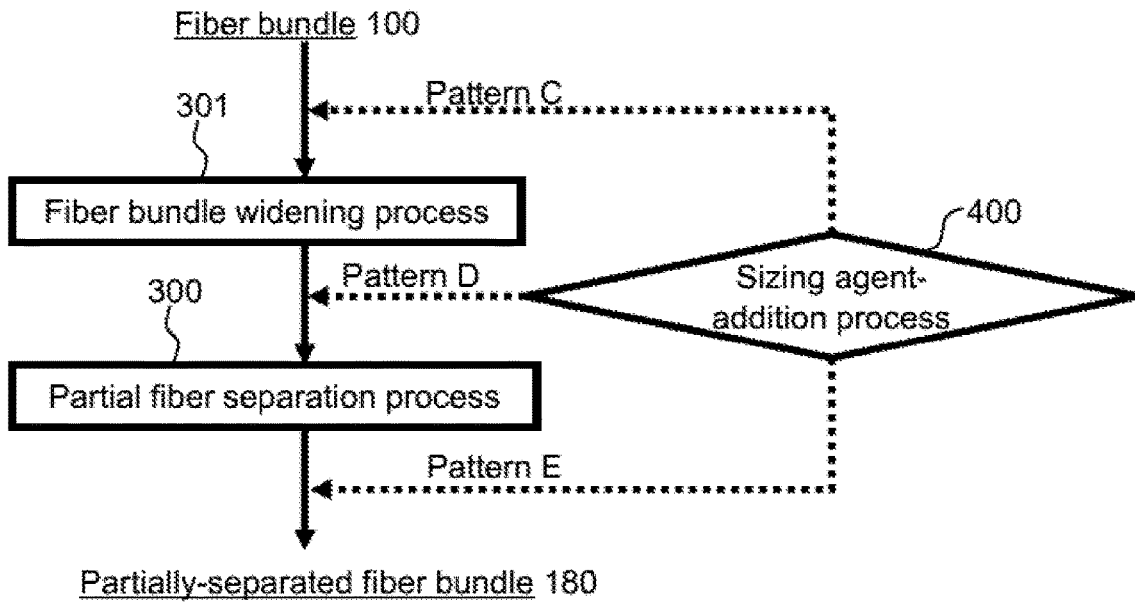 Fiber bundle 100
Pattern C
301
Fiber bundle widening process
400
Pattern D
Sizing agent-
addition process
300
Partial fiber separation process
Pattern E
Partially-separated fiber bundle 180